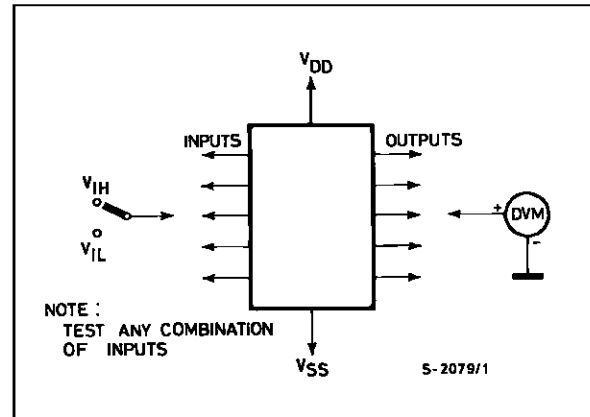 VDD
INPUTS
OUTPUTS
VIH
VIL
+
DVM
-
NOTE :
TEST ANY COMBINATION
OF INPUTS
VSS
S-2079/1